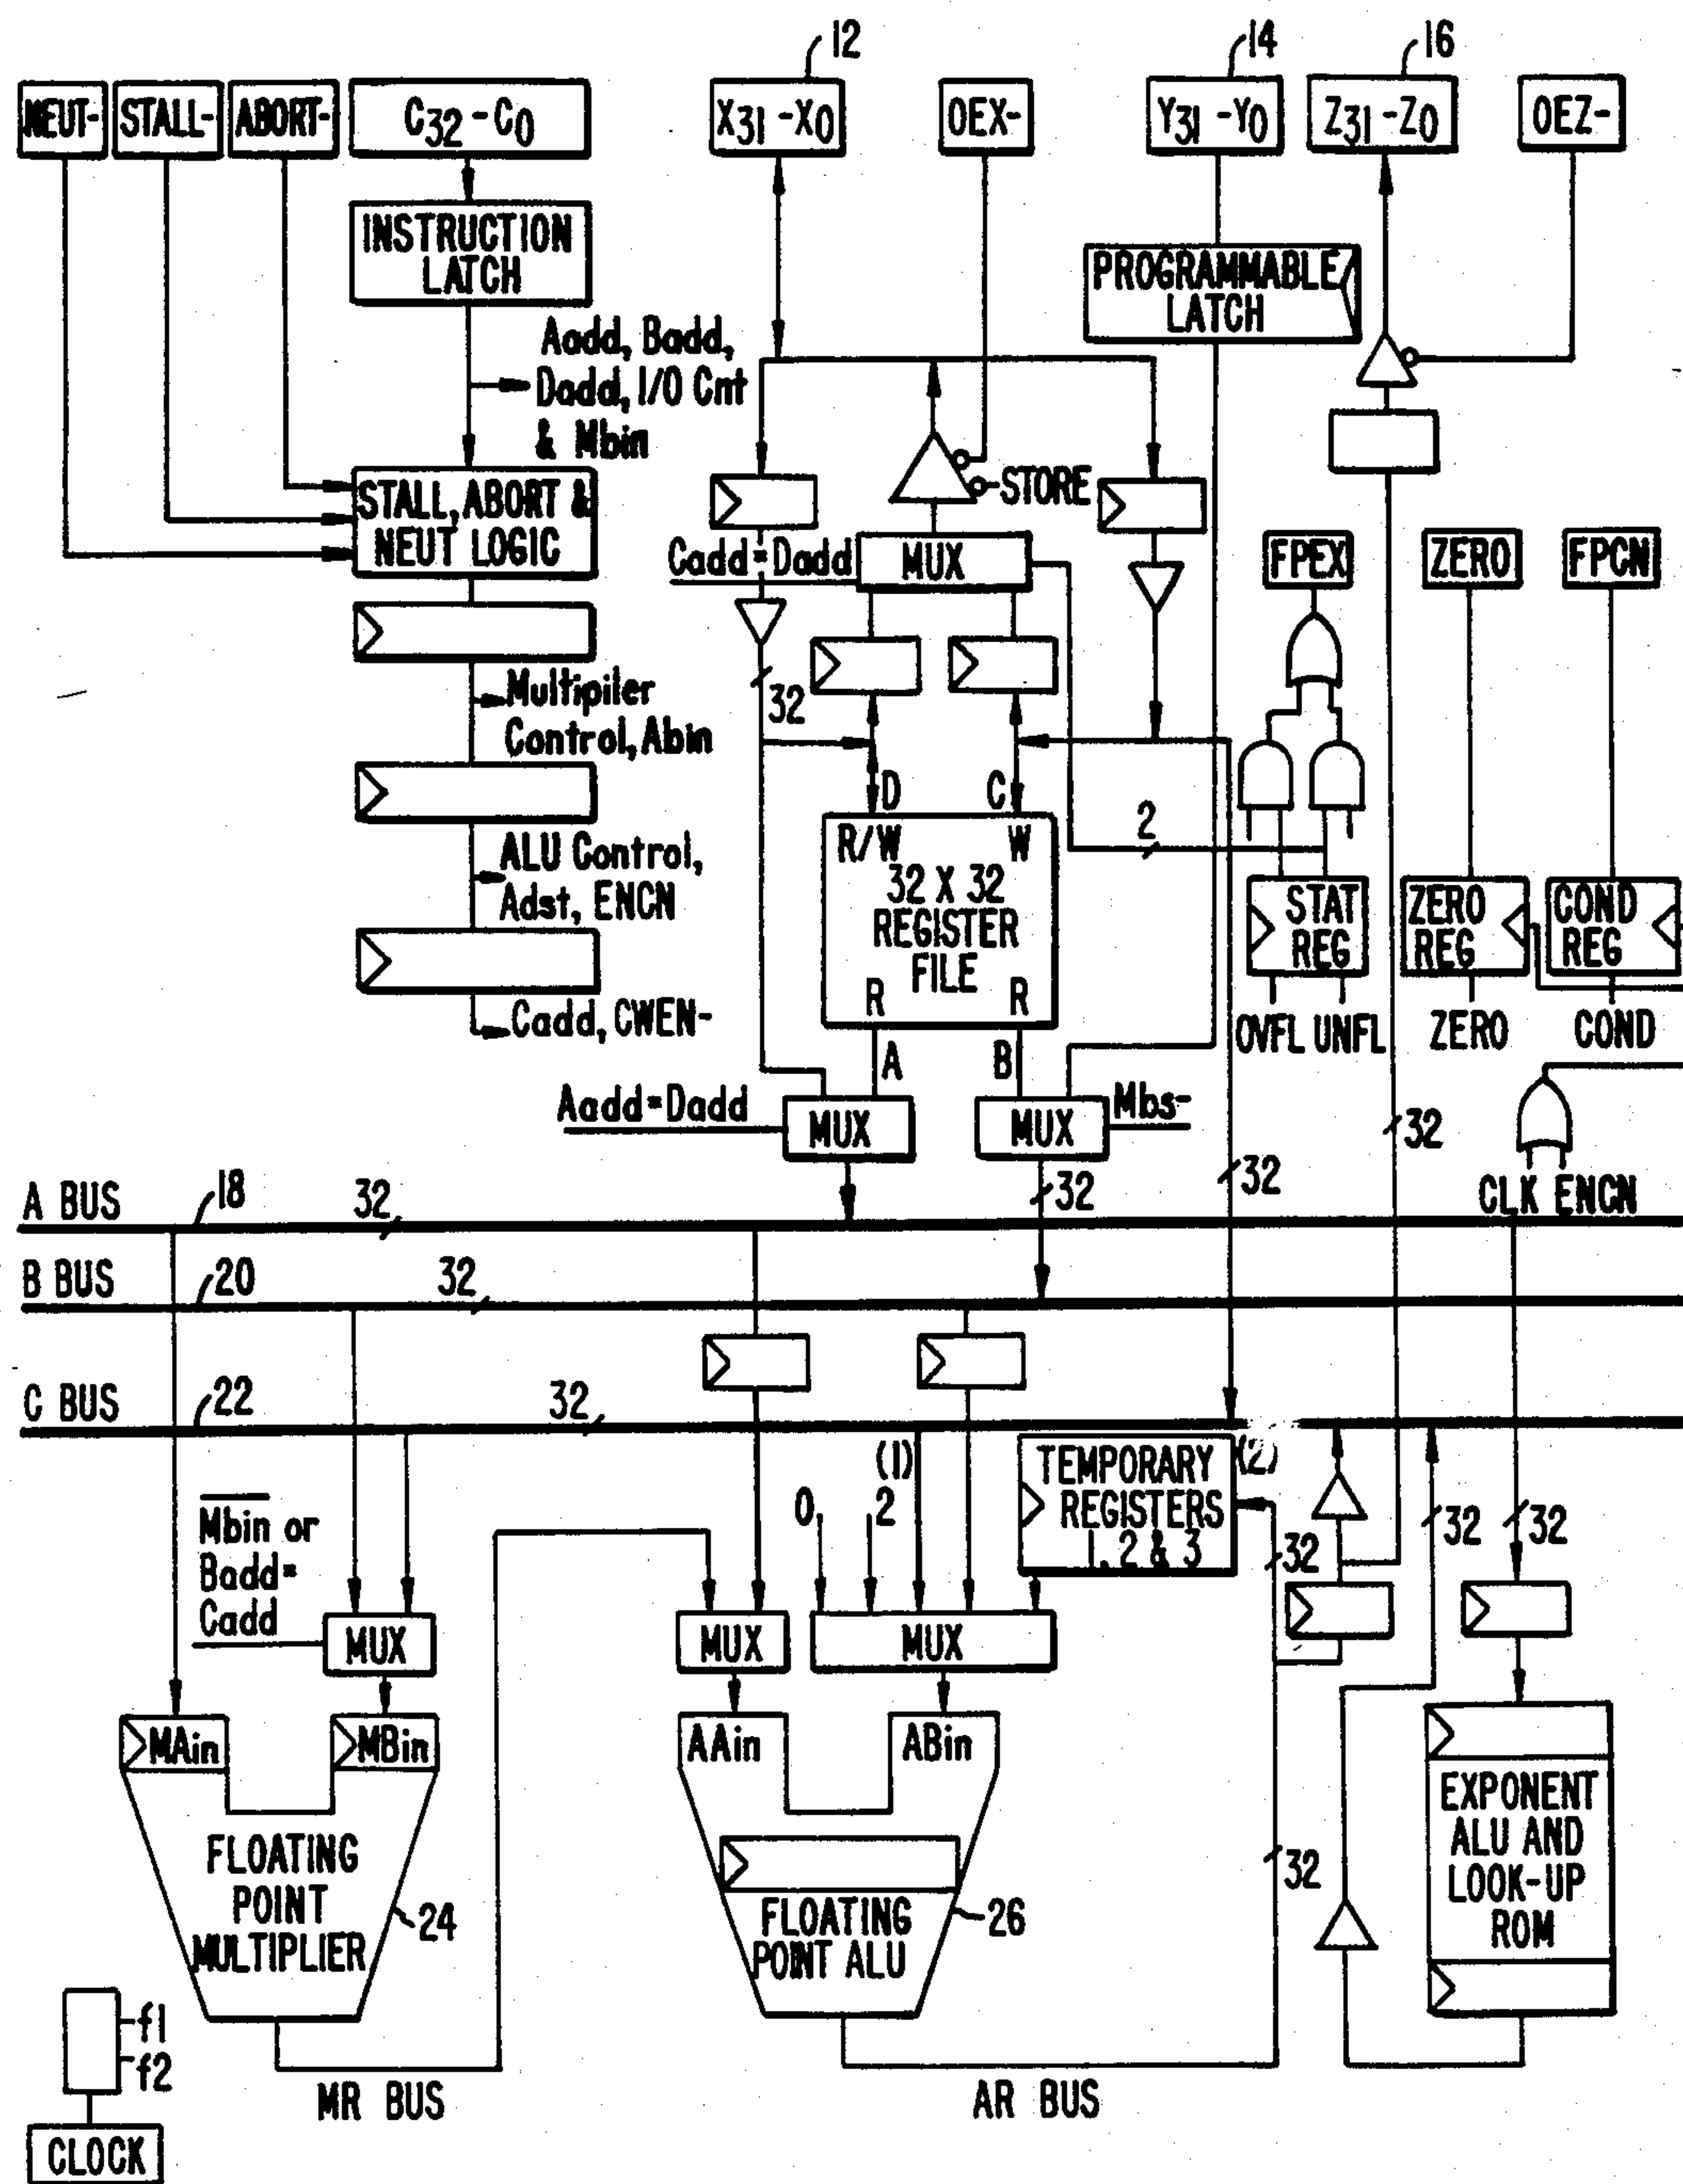 12
14
16
NEUT-
STALL-
ABORT-
C32-C0
X31-X0
OEX-
Y31-Y0
Z31-Z0
OEZ-
INSTRUCTION
LATCH
PROGRAMMABLE
LATCH
Aadd, Badd,
Dadd, I/O Cnt
& Mbin
STALL, ABORT &
NEUT LOGIC
STORE
Cadd=Dadd
MUX
FPEX
ZERO
FPCN
Multipiler
Control, Abin
32
D
C
R/W
W
32 X 32
REGISTER
FILE
R
R
2
ALU Control,
Adst, ENCN
STAT
REG
ZERO
REG
COND
REG
Cadd, CWEN-
OVFL UNFL
ZERO
COND
A
B
Aadd=Dadd
MUX
MUX
Mbs-
32
32
32
CLK ENCN
A BUS
18
32
B BUS
20
32
C BUS
22
32
(1)
(2)
0
2
TEMPORARY
REGISTERS
1, 2 & 3
32
32
32
Mbin or
Badd=
Cadd
MUX
MUX
MUX
MAin
MBin
AAin
ABin
FLOATING
POINT
MULTIPLIER
24
FLOATING
POINT ALU
26
32
EXPONENT
ALU AND
LOOK-UP
ROM
f1
f2
MR BUS
AR BUS
CLOCK